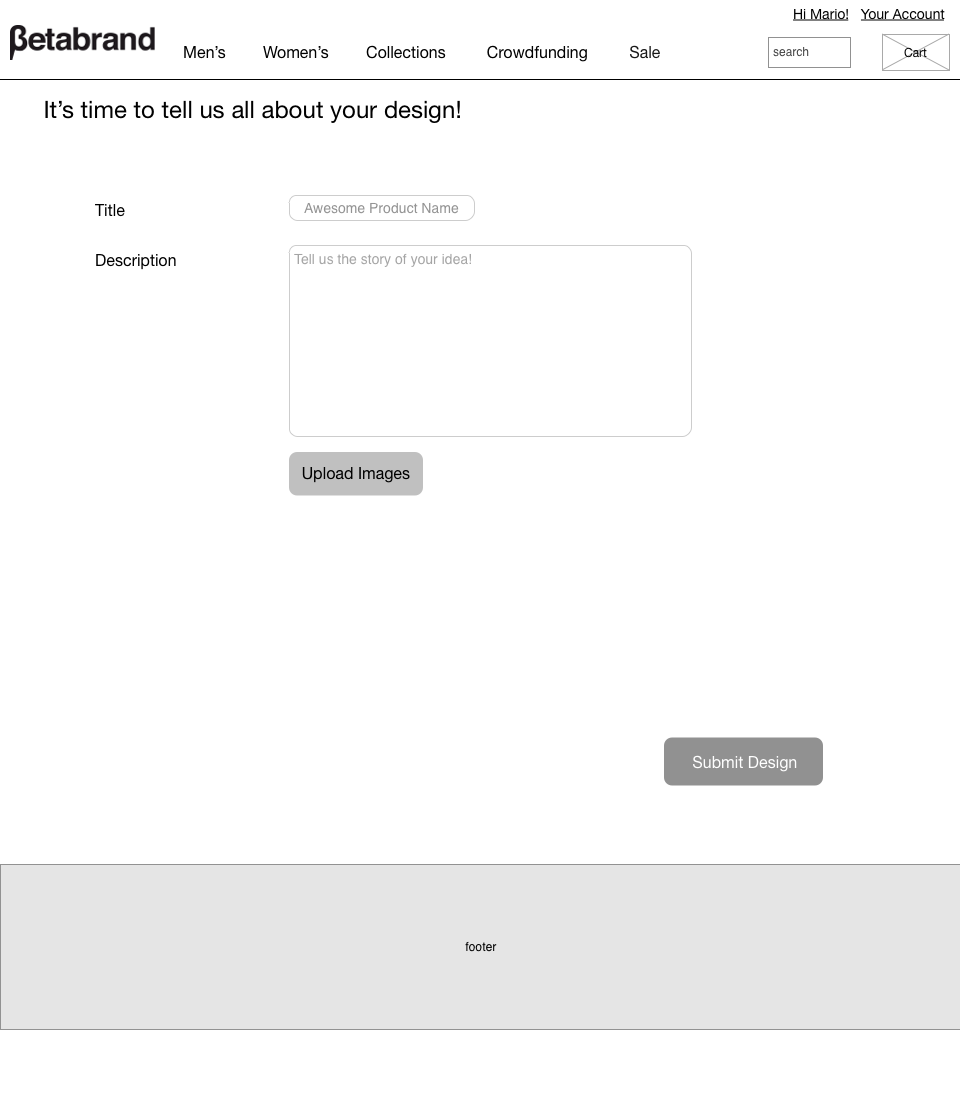 Hi Mario! Your Account
βetabrand
Men’s Women’s Collections Crowdfunding Sale
search
Cart
It’s time to tell us all about your design!
Title
Awesome Product Name
Description
Tell us the story of your idea!
Upload Images
Submit Design
footer